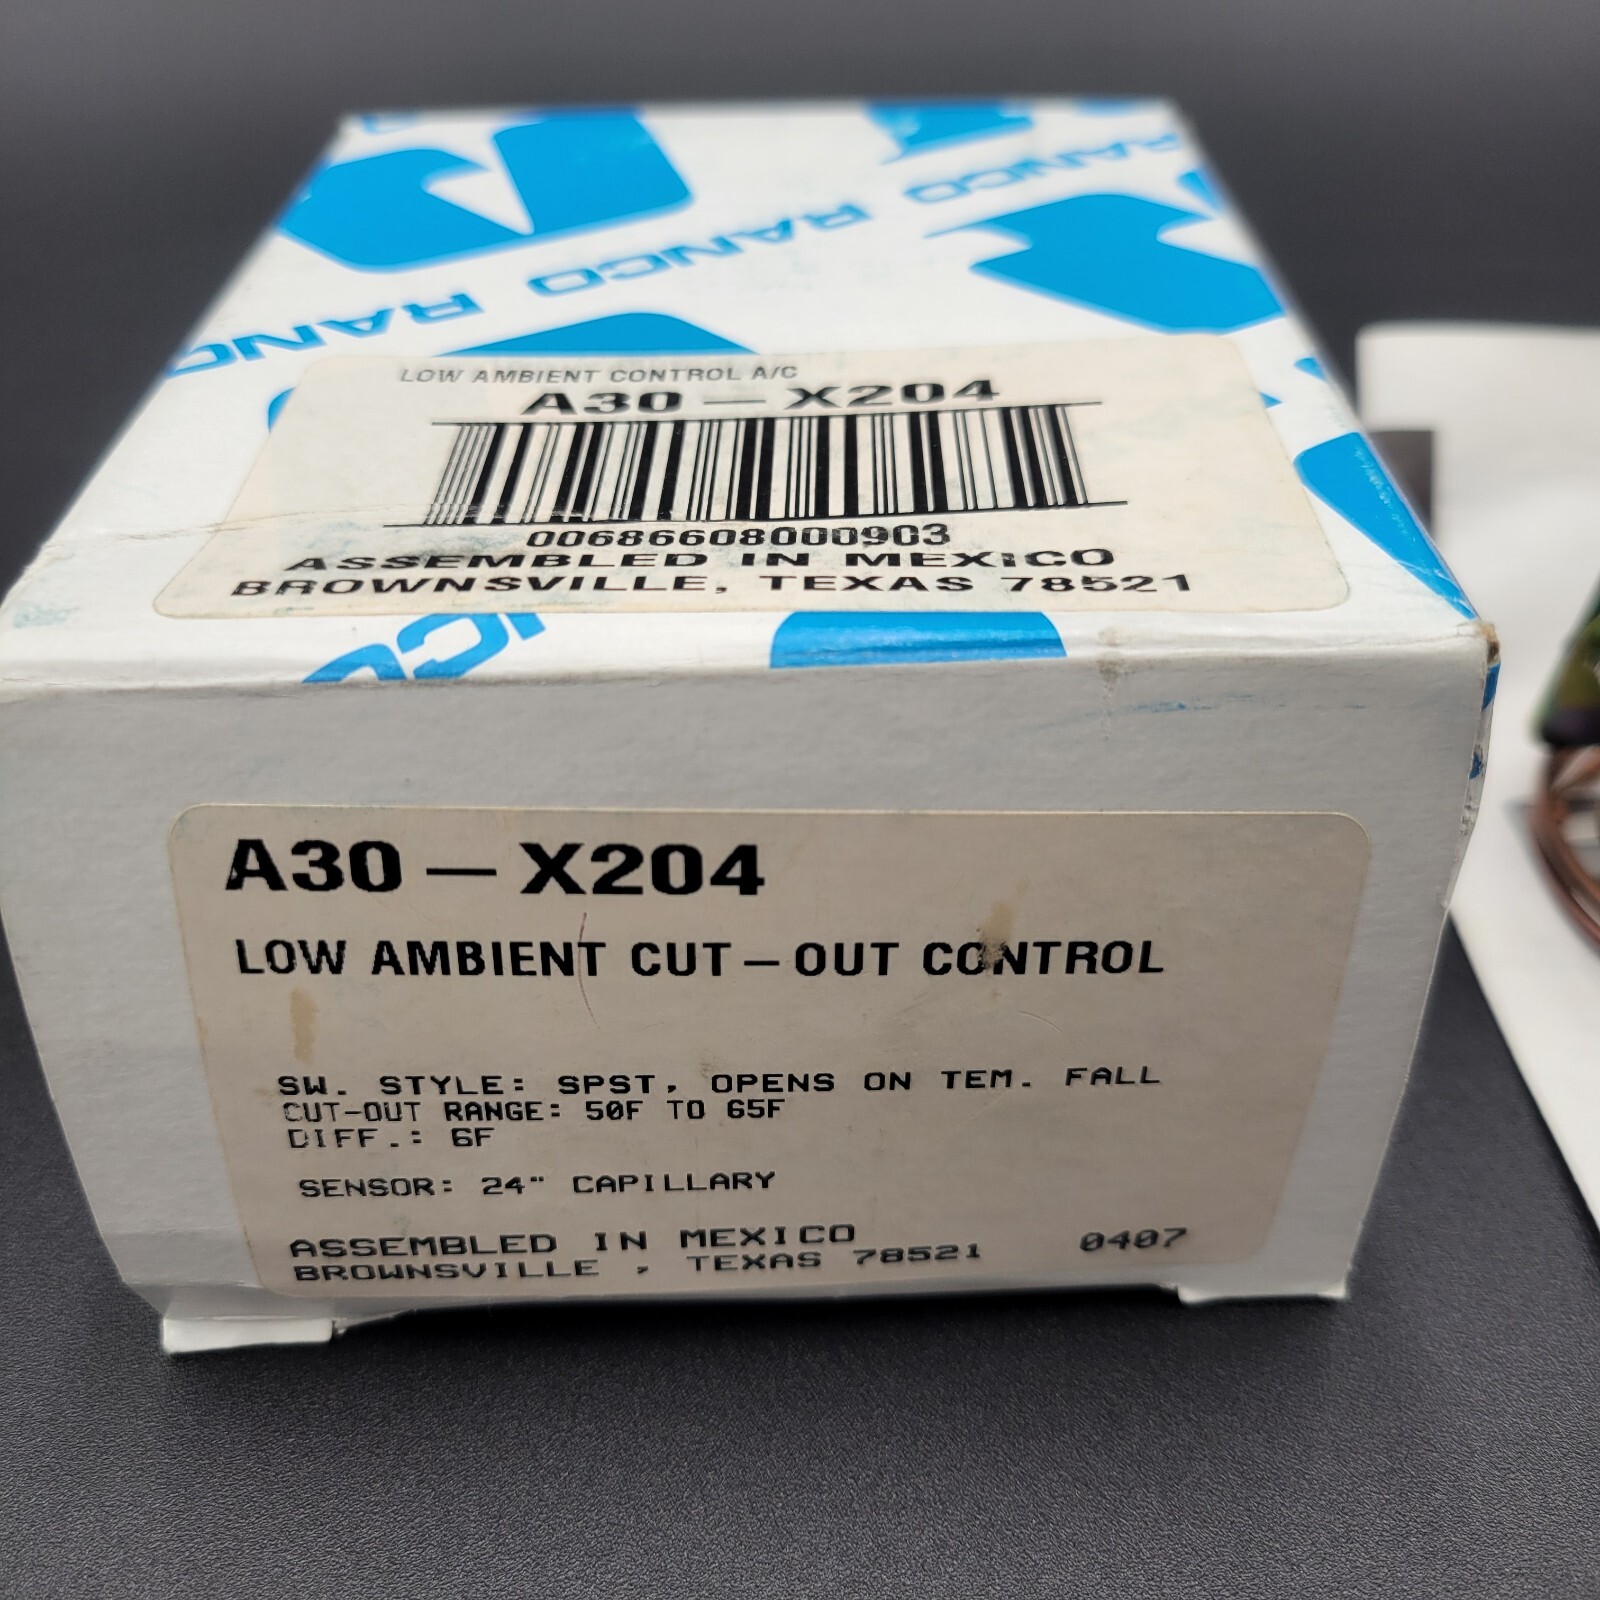 RANCO RANCO RANCO
LOW AMBIENT CONTROL A/C
A30 — X204
00686608000903
ASSEMBLED IN MEXICO
BROWNSVILLE, TEXAS 78521
A30 — X204
LOW AMBIENT CUT — OUT CONTROL
SW. STYLE: SPST, OPENS ON TEM. FALL
CUT-OUT RANGE: 50F TO 65F
DIFF.: 6F
SENSOR: 24" CAPILLARY
ASSEMBLED IN MEXICO
BROWNSVILLE , TEXAS 78521 0407